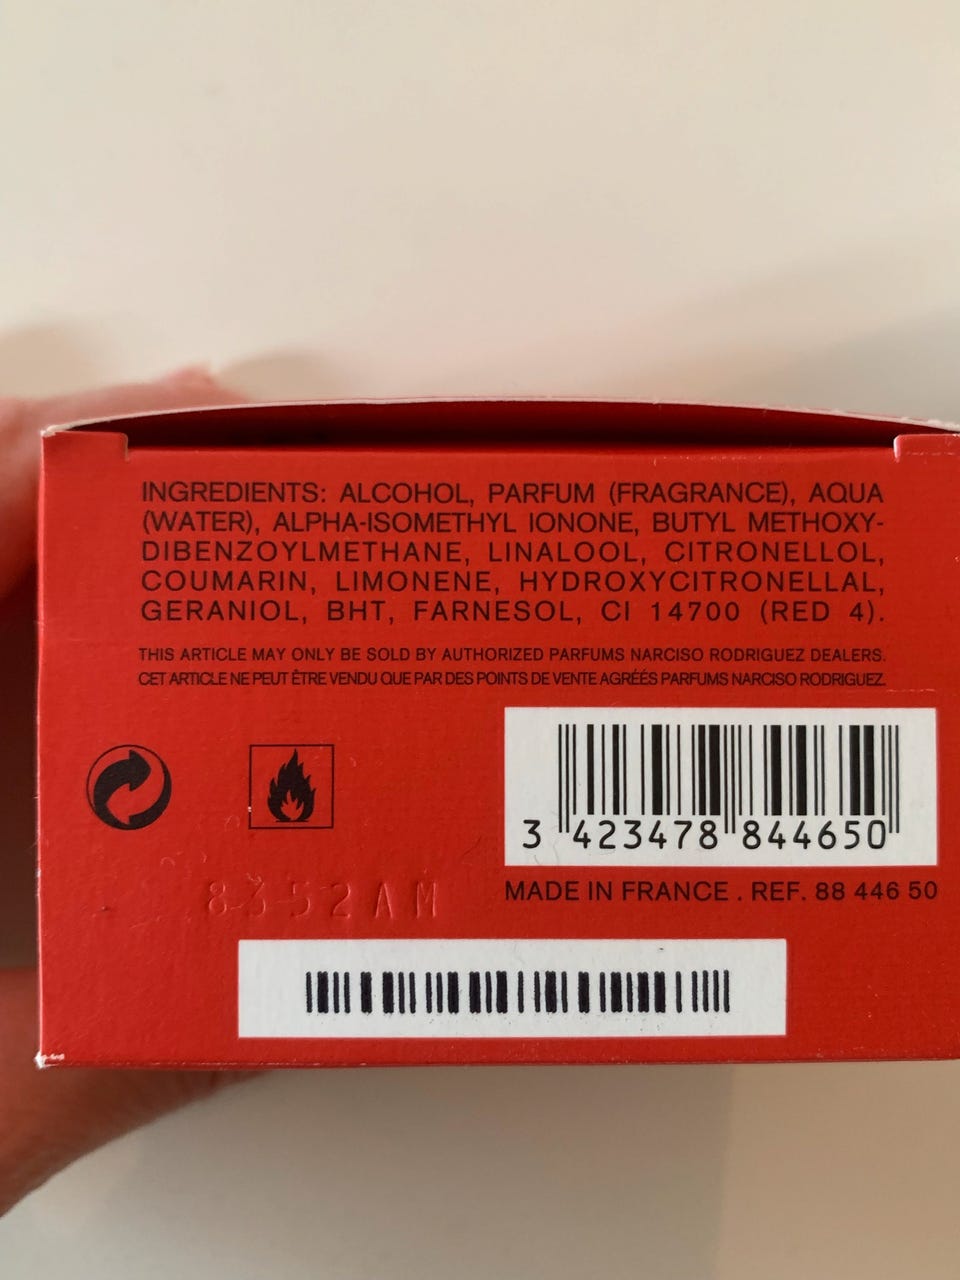 INGREDIENTS: ALCOHOL, PARFUM (FRAGRANCE), AQUA
(WATER), ALPHA-ISOMETHYL IONONE, BUTYL METHOXY-
DIBENZOYLMETHANE, LINALOOL, CITRONELLOL,
COUMARIN, LIMONENE, HYDROXYCITRONELLAL,
GERANIOL, BHT, FARNESOL, CI 14700 (RED 4).
THIS ARTICLE MAY ONLY BE SOLD BY AUTHORIZED PARFUMS NARCISO RODRIGUEZ DEALERS.
CET ARTICLE NE PEUT ÊTRE VENDU QUE PAR DES POINTS DE VENTE AGRÉÉS PARFUMS NARCISO RODRIGUEZ.
3 423478 844650
8352AM
MADE IN FRANCE . REF. 88 446 50